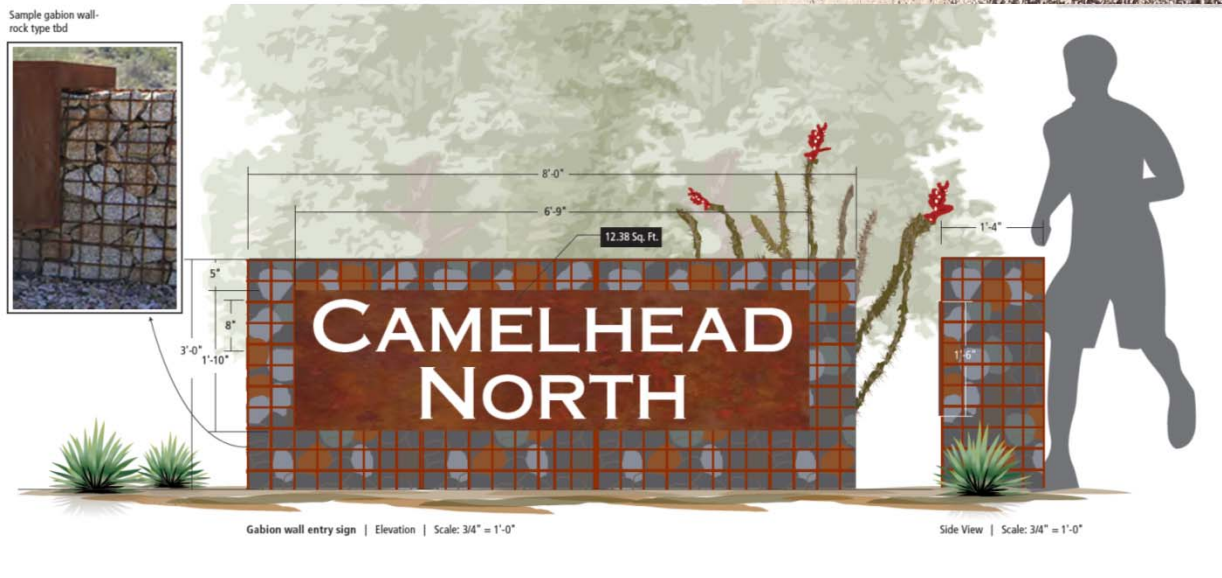 Sample gabion wall-
rock type tbd
8'-0"
6'-9"
12.38 Sq. Ft.
1'-4"
5"
8"
3'-0"
1'-10"
1'-6"
CAMELHEAD
NORTH
Gabion wall entry sign | Elevation | Scale: 3/4" = 1'-0"
Side View | Scale: 3/4" = 1'-0"